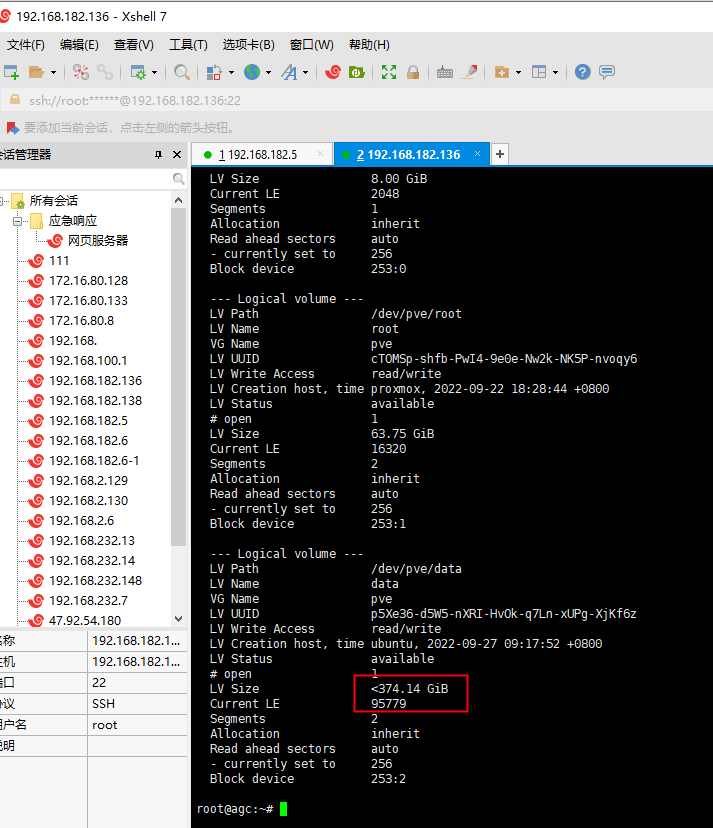 192.168.182.136 - Xshell 7
文件(F) 编辑(E) 查看(V) 工具(T) 选项卡(B) 窗口(W) 帮助(H)
ssh://root:******@192.168.182.136:22
要添加当前会话，点击左侧的箭头按钮。
话管理器
1 192.168.182.5
2 192.168.182.136
所有会话
应急响应
网页服务器
111
172.16.80.128
172.16.80.133
172.16.80.8
192.168.
192.168.100.1
192.168.182.136
192.168.182.138
192.168.182.5
192.168.182.6
192.168.182.6-1
192.168.2.129
192.168.2.130
192.168.2.6
192.168.232.13
192.168.232.14
192.168.232.148
192.168.232.7
47.92.54.180
称 192.168.182.1...
机 192.168.182.1...
口 22
议 SSH
户名 root
明
LV Size 8.00 GiB
Current LE 2048
Segments 1
Allocation inherit
Read ahead sectors auto
- currently set to 256
Block device 253:0
--- Logical volume ---
LV Path /dev/pve/root
LV Name root
VG Name pve
LV UUID cTOMSp-shfb-PwI4-9e0e-Nw2k-NK5P-nvoqy6
LV Write Access read/write
LV Creation host, time proxmox, 2022-09-22 18:28:44 +0800
LV Status available
# open 1
LV Size 63.75 GiB
Current LE 16320
Segments 2
Allocation inherit
Read ahead sectors auto
- currently set to 256
Block device 253:1
--- Logical volume ---
LV Path /dev/pve/data
LV Name data
VG Name pve
LV UUID p5Xe36-d5W5-nXRI-HvOk-q7Ln-xUPg-XjKf6z
LV Write Access read/write
LV Creation host, time ubuntu, 2022-09-27 09:17:52 +0800
LV Status available
# open 1
LV Size <374.14 GiB
Current LE 95779
Segments 2
Allocation inherit
Read ahead sectors auto
- currently set to 256
Block device 253:2
root@agc:~#